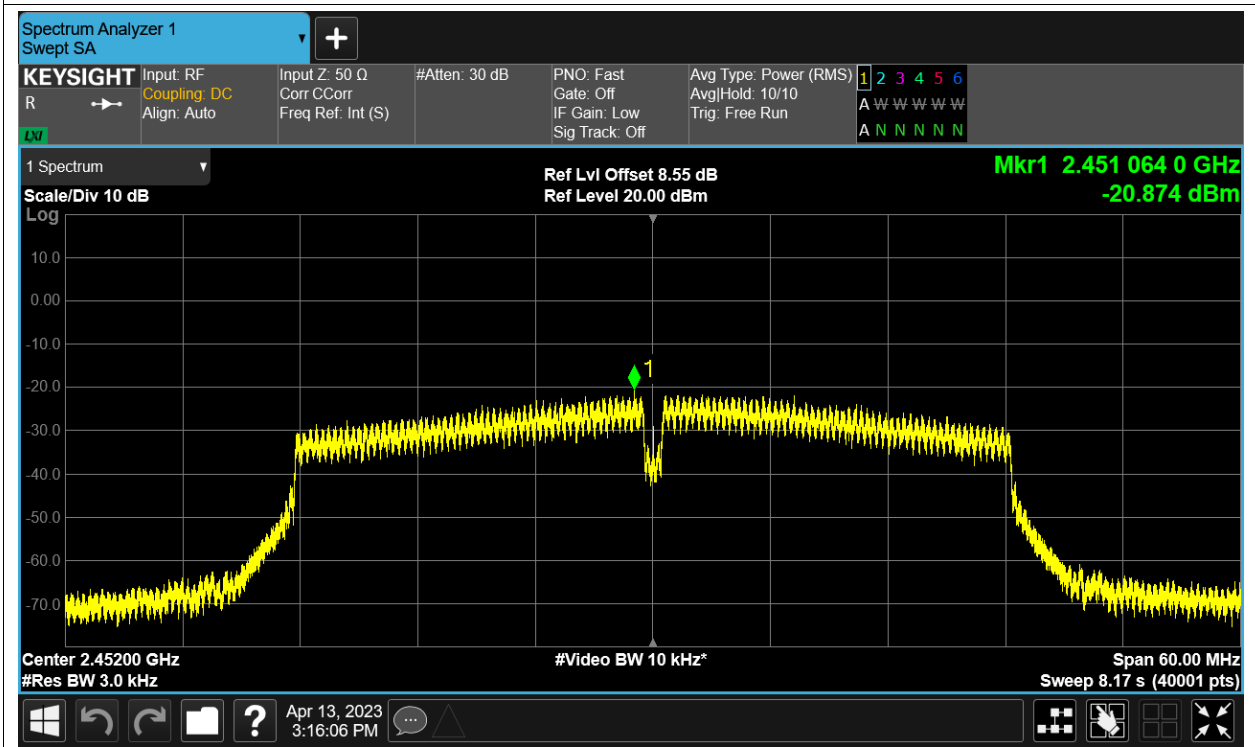 Spectrum Analyzer 1
Swept SA
KEYSIGHT
R
LXI
Input: RF
Coupling: DC
Align: Auto
Input Z: 50 Ω
Corr CCorr
Freq Ref: Int (S)
#Atten: 30 dB
PNO: Fast
Gate: Off
IF Gain: Low
Sig Track: Off
Avg Type: Power (RMS)
Avg|Hold: 10/10
Trig: Free Run
1 2 3 4 5 6
A W W W W W
A N N N N N
1 Spectrum
Scale/Div 10 dB
Log
Ref Lvl Offset 8.55 dB
Ref Level 20.00 dBm
Mkr1 2.451 064 0 GHz
-20.874 dBm
10.0
0.00
-10.0
-20.0
-30.0
-40.0
-50.0
-60.0
-70.0
1
Center 2.45200 GHz
#Res BW 3.0 kHz
#Video BW 10 kHz*
Span 60.00 MHz
Sweep 8.17 s (40001 pts)
?
Apr 13, 2023
3:16:06 PM